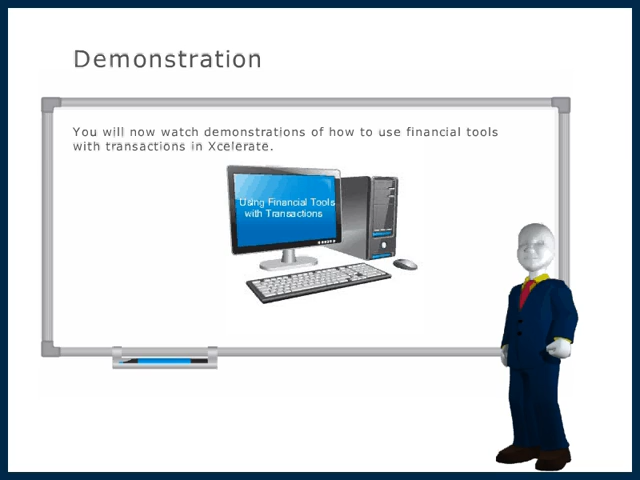 Demonstration
You will now watch demonstrations of how to use financial tools
with transactions in Xcelerate.
Using Financial Tools
with Transactions